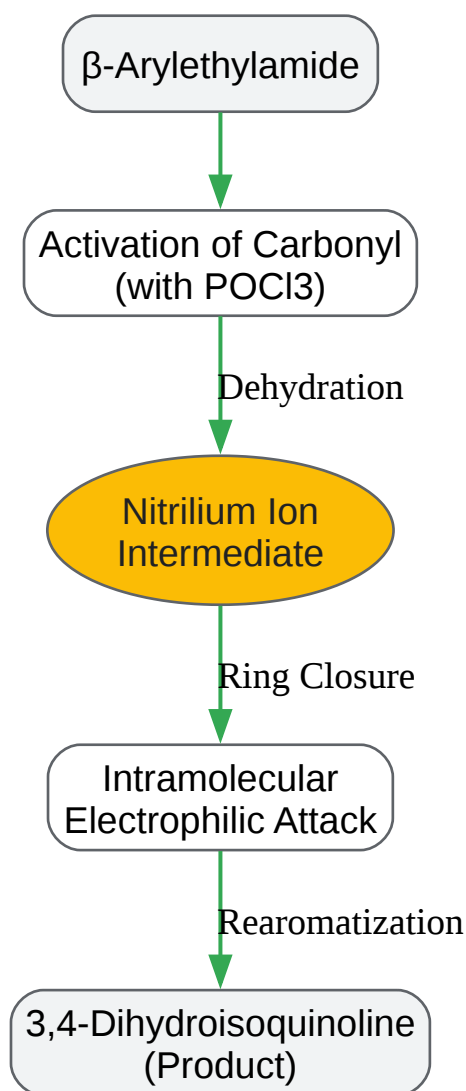 β-Arylethylamide
Activation of Carbonyl
(with POCl3)
Dehydration
Nitrilium Ion
Intermediate
Ring Closure
Intramolecular
Electrophilic Attack
Rearomatization
3,4-Dihydroisoquinoline
(Product)